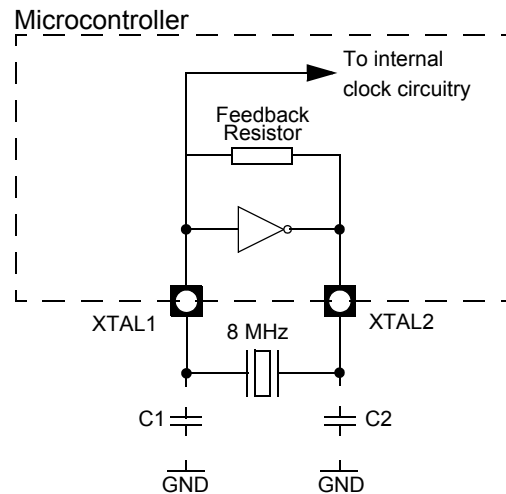 Microcontroller
To internal
clock circuitry
Feedback
Resistor
XTAL1
8 MHz
XTAL2
C1
C2
GND
GND